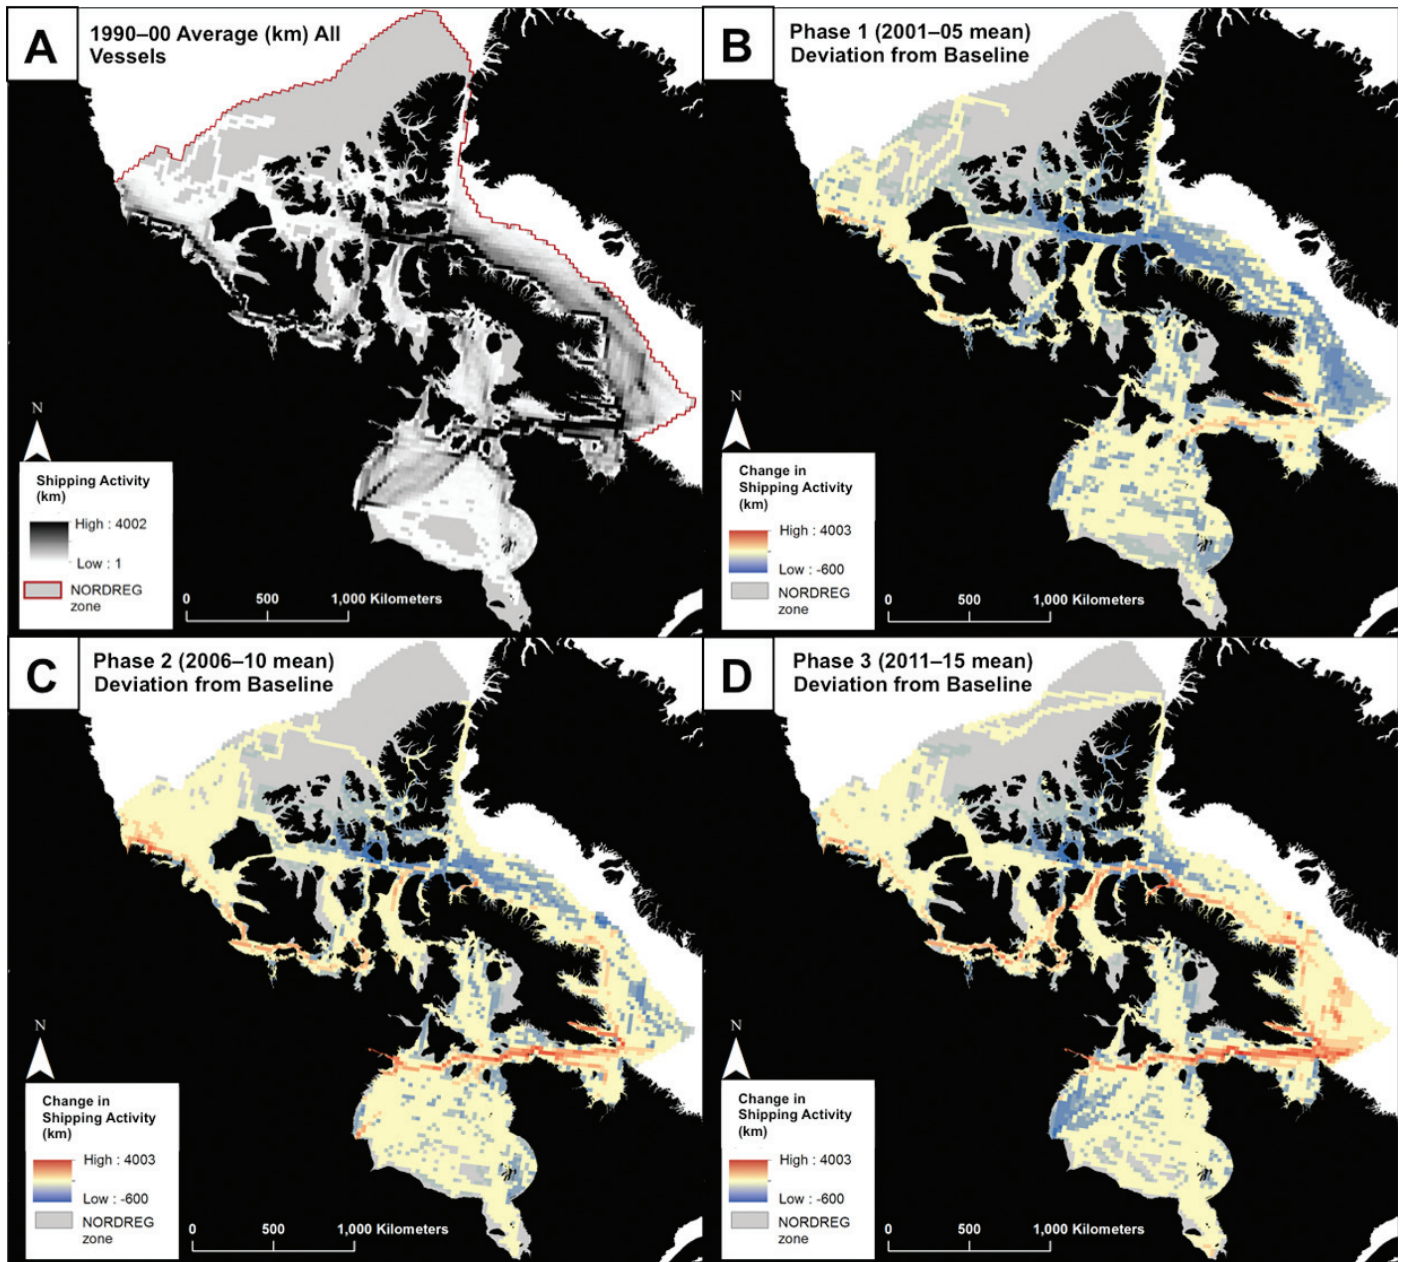 A
1990–00 Average (km) All
Vessels
N
Shipping Activity
(km)
High : 4002
Low : 1
NORDREG
zone
0 500 1,000 Kilometers
B
Phase 1 (2001–05 mean)
Deviation from Baseline
N
Change in
Shipping Activity
(km)
High : 4003
Low : -600
NORDREG
zone
0 500 1,000 Kilometers
C
Phase 2 (2006–10 mean)
Deviation from Baseline
N
Change in
Shipping Activity
(km)
High : 4003
Low : -600
NORDREG
zone
0 500 1,000 Kilometers
D
Phase 3 (2011–15 mean)
Deviation from Baseline
N
Change in
Shipping Activity
(km)
High : 4003
Low : -600
NORDREG
zone
0 500 1,000 Kilometers